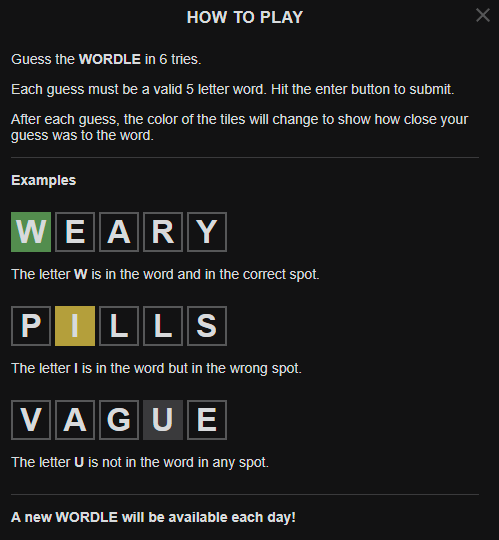 HOW TO PLAY
Guess the WORDLE in 6 tries.
Each guess must be a valid 5 letter word. Hit the enter button to submit.
After each guess, the color of the tiles will change to show how close your
guess was to the word.
Examples
W E A R Y
The letter W is in the word and in the correct spot.
P I L L S
The letter I is in the word but in the wrong spot.
V A G U E
The letter U is not in the word in any spot.
A new WORDLE will be available each day!